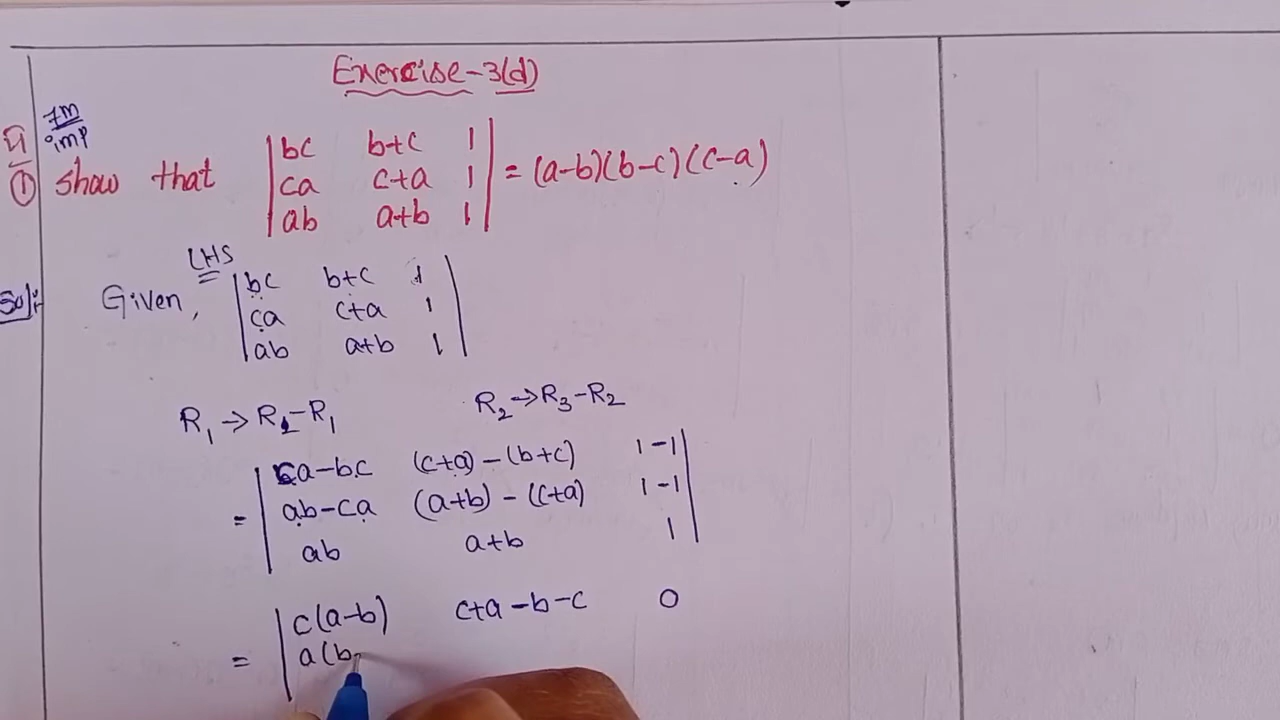 Exercise-3(d)
7m
imp
① show that | bc b+c 1 |
| ca c+a 1 | = (a-b)(b-c)(c-a)
| ab a+b 1 |
LHS
Sol:- Given, | bc b+c 1 |
| ca c+a 1 |
| ab a+b 1 |
R₁→R₂-R₁ R₂→R₃-R₂
| ca-bc (c+a)-(b+c) 1-1 |
= | ab-ca (a+b)-(c+a) 1-1 |
| ab a+b 1 |
| c(a-b) c+a-b-c 0
= | a(b-